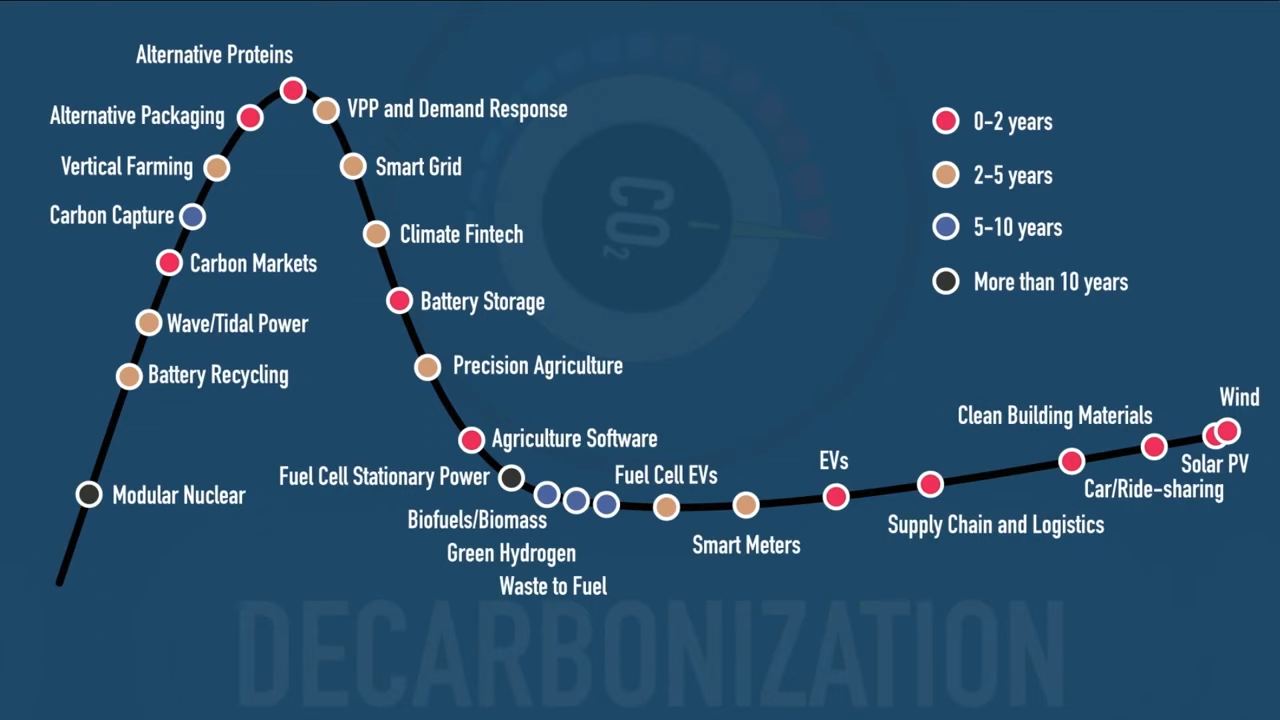 Alternative Proteins
Alternative Packaging
VPP and Demand Response
Vertical Farming
Smart Grid
Carbon Capture
Climate Fintech
Carbon Markets
Battery Storage
Wave/Tidal Power
Precision Agriculture
Battery Recycling
Agriculture Software
Modular Nuclear
Fuel Cell Stationary Power
Biofuels/Biomass
Green Hydrogen
Waste to Fuel
Fuel Cell EVs
Smart Meters
EVs
Supply Chain and Logistics
Clean Building Materials
Car/Ride-sharing
Solar PV
Wind
0-2 years
2-5 years
5-10 years
More than 10 years
CO₂
DECARBONIZATION